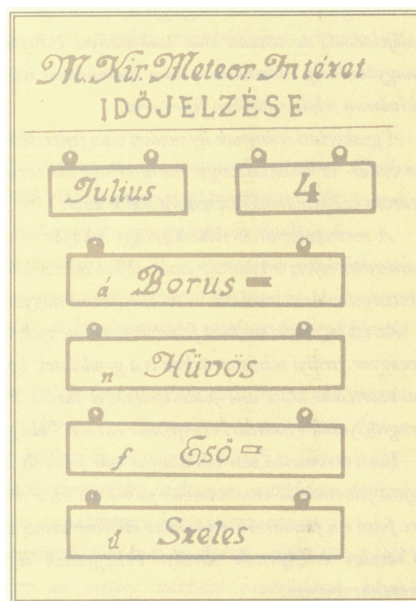 M. Kir. Meteor. Intézet
IDŐJELZÉSE
Julius 4
á Borus
n Hüvös
f Eső
d Szeles